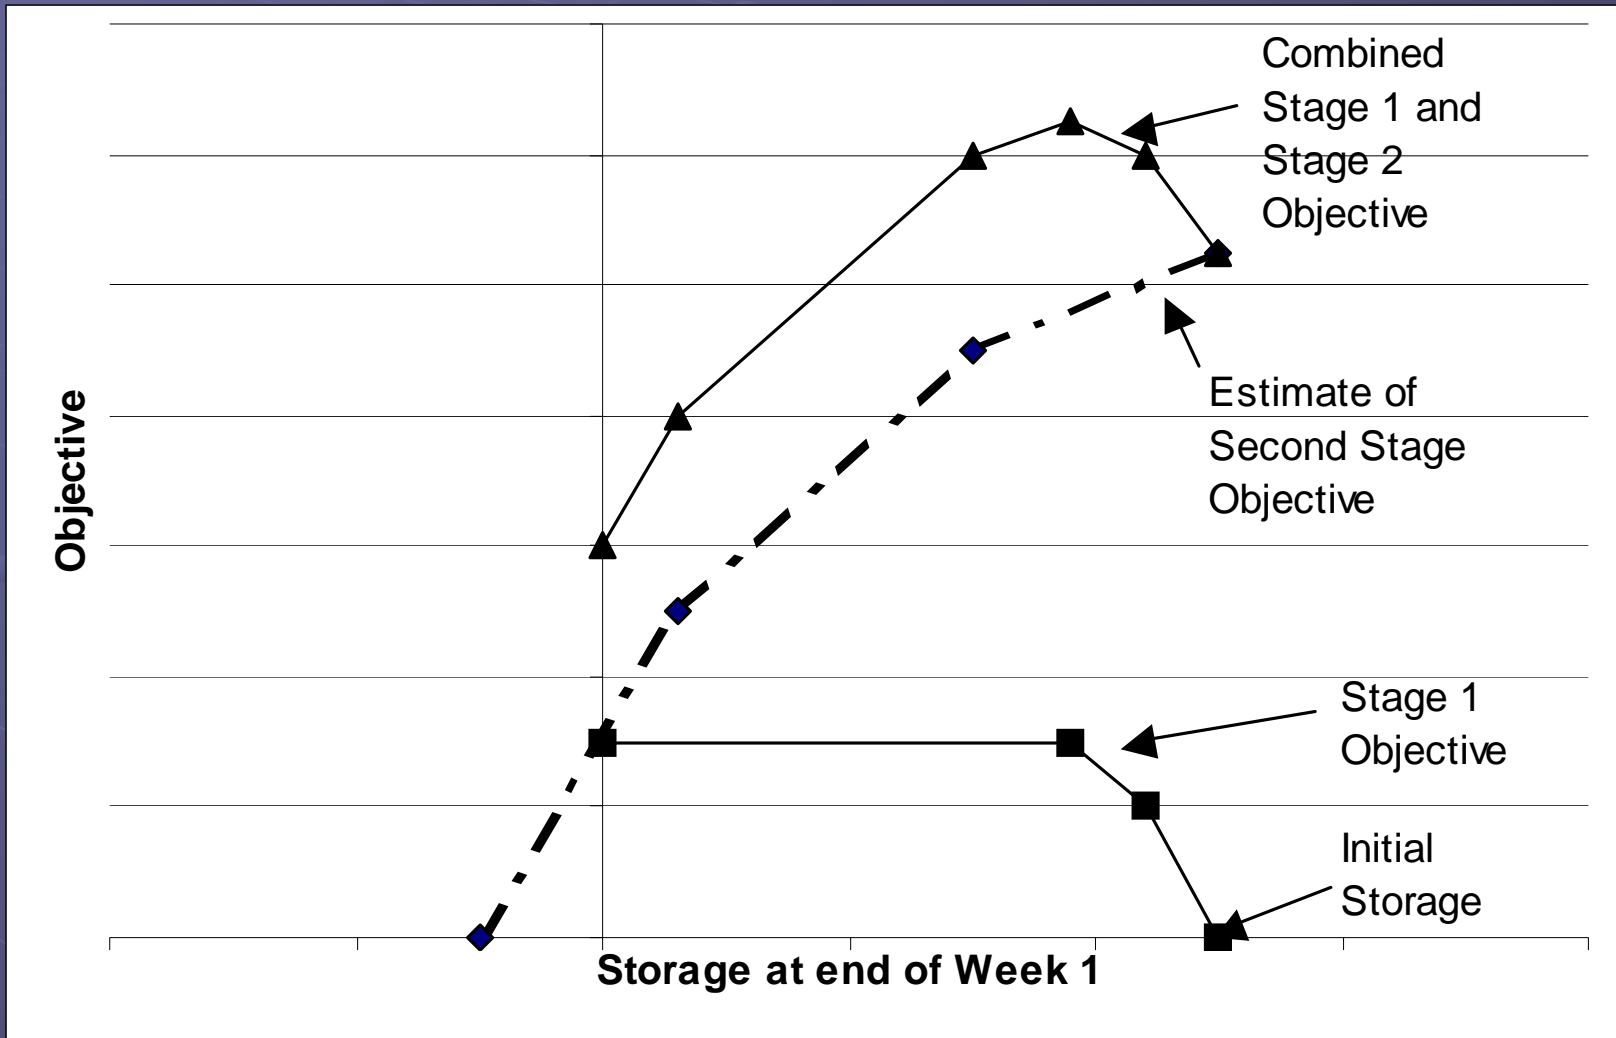 Combined
Stage 1 and
Stage 2
Objective
Estimate of
Second Stage
Objective
Objective
Stage 1
Objective
Initial
Storage
Storage at end of Week 1